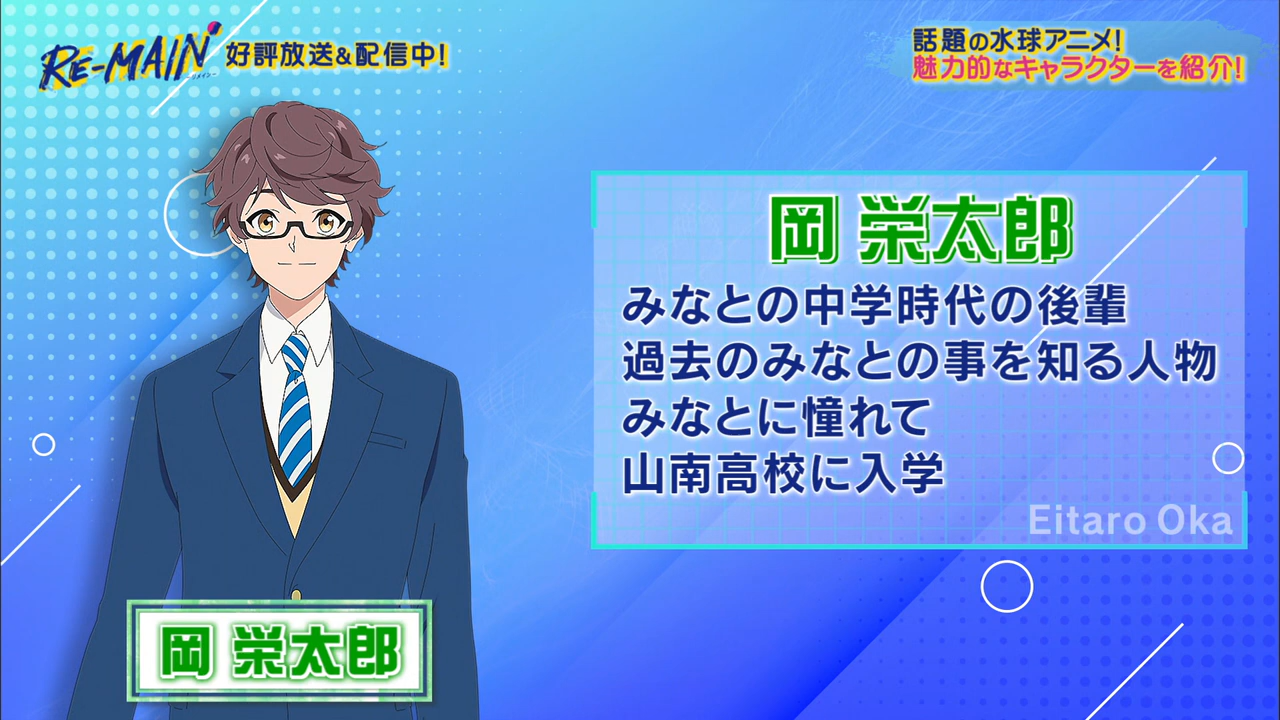 RE-MAIN
リメイン
好評放送&配信中!
話題の水球アニメ!
魅力的なキャラクターを紹介!
岡 栄太郎
みなとの中学時代の後輩
過去のみなとの事を知る人物
みなとに憧れて
山南高校に入学
Eitaro Oka
岡 栄太郎